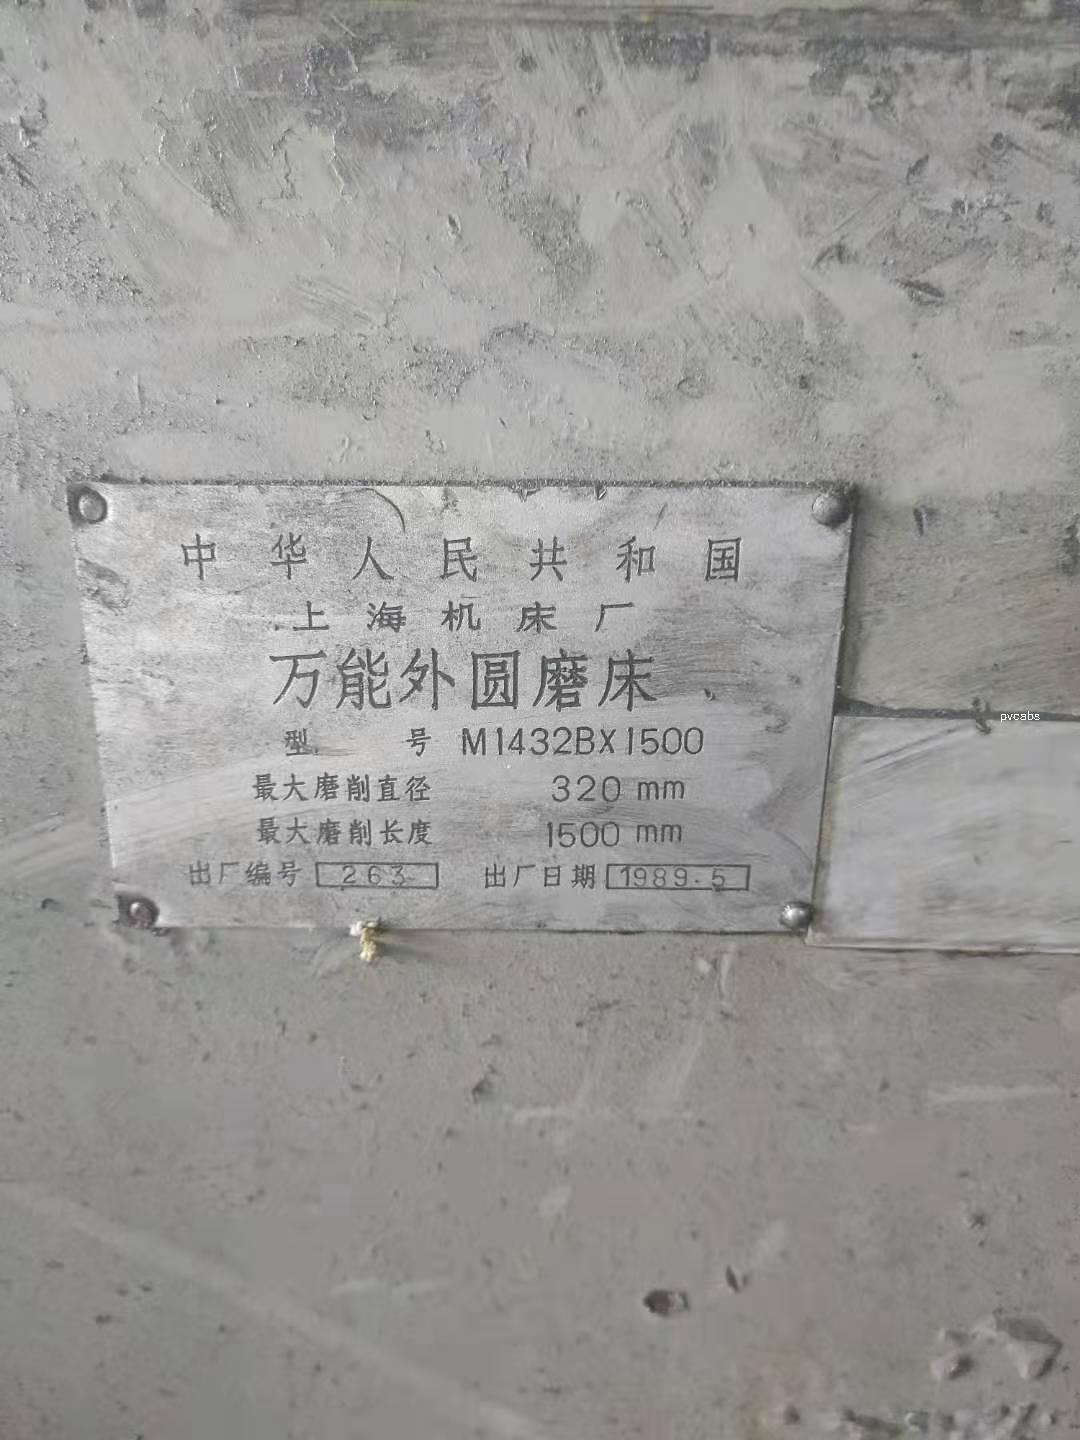 中华人民共和国
上海机床厂
万能外圆磨床
型 号 M1432BX1500
最大磨削直径 320 mm
最大磨削长度 1500 mm
出厂编号 263 出厂日期 1989.5
pvcabs